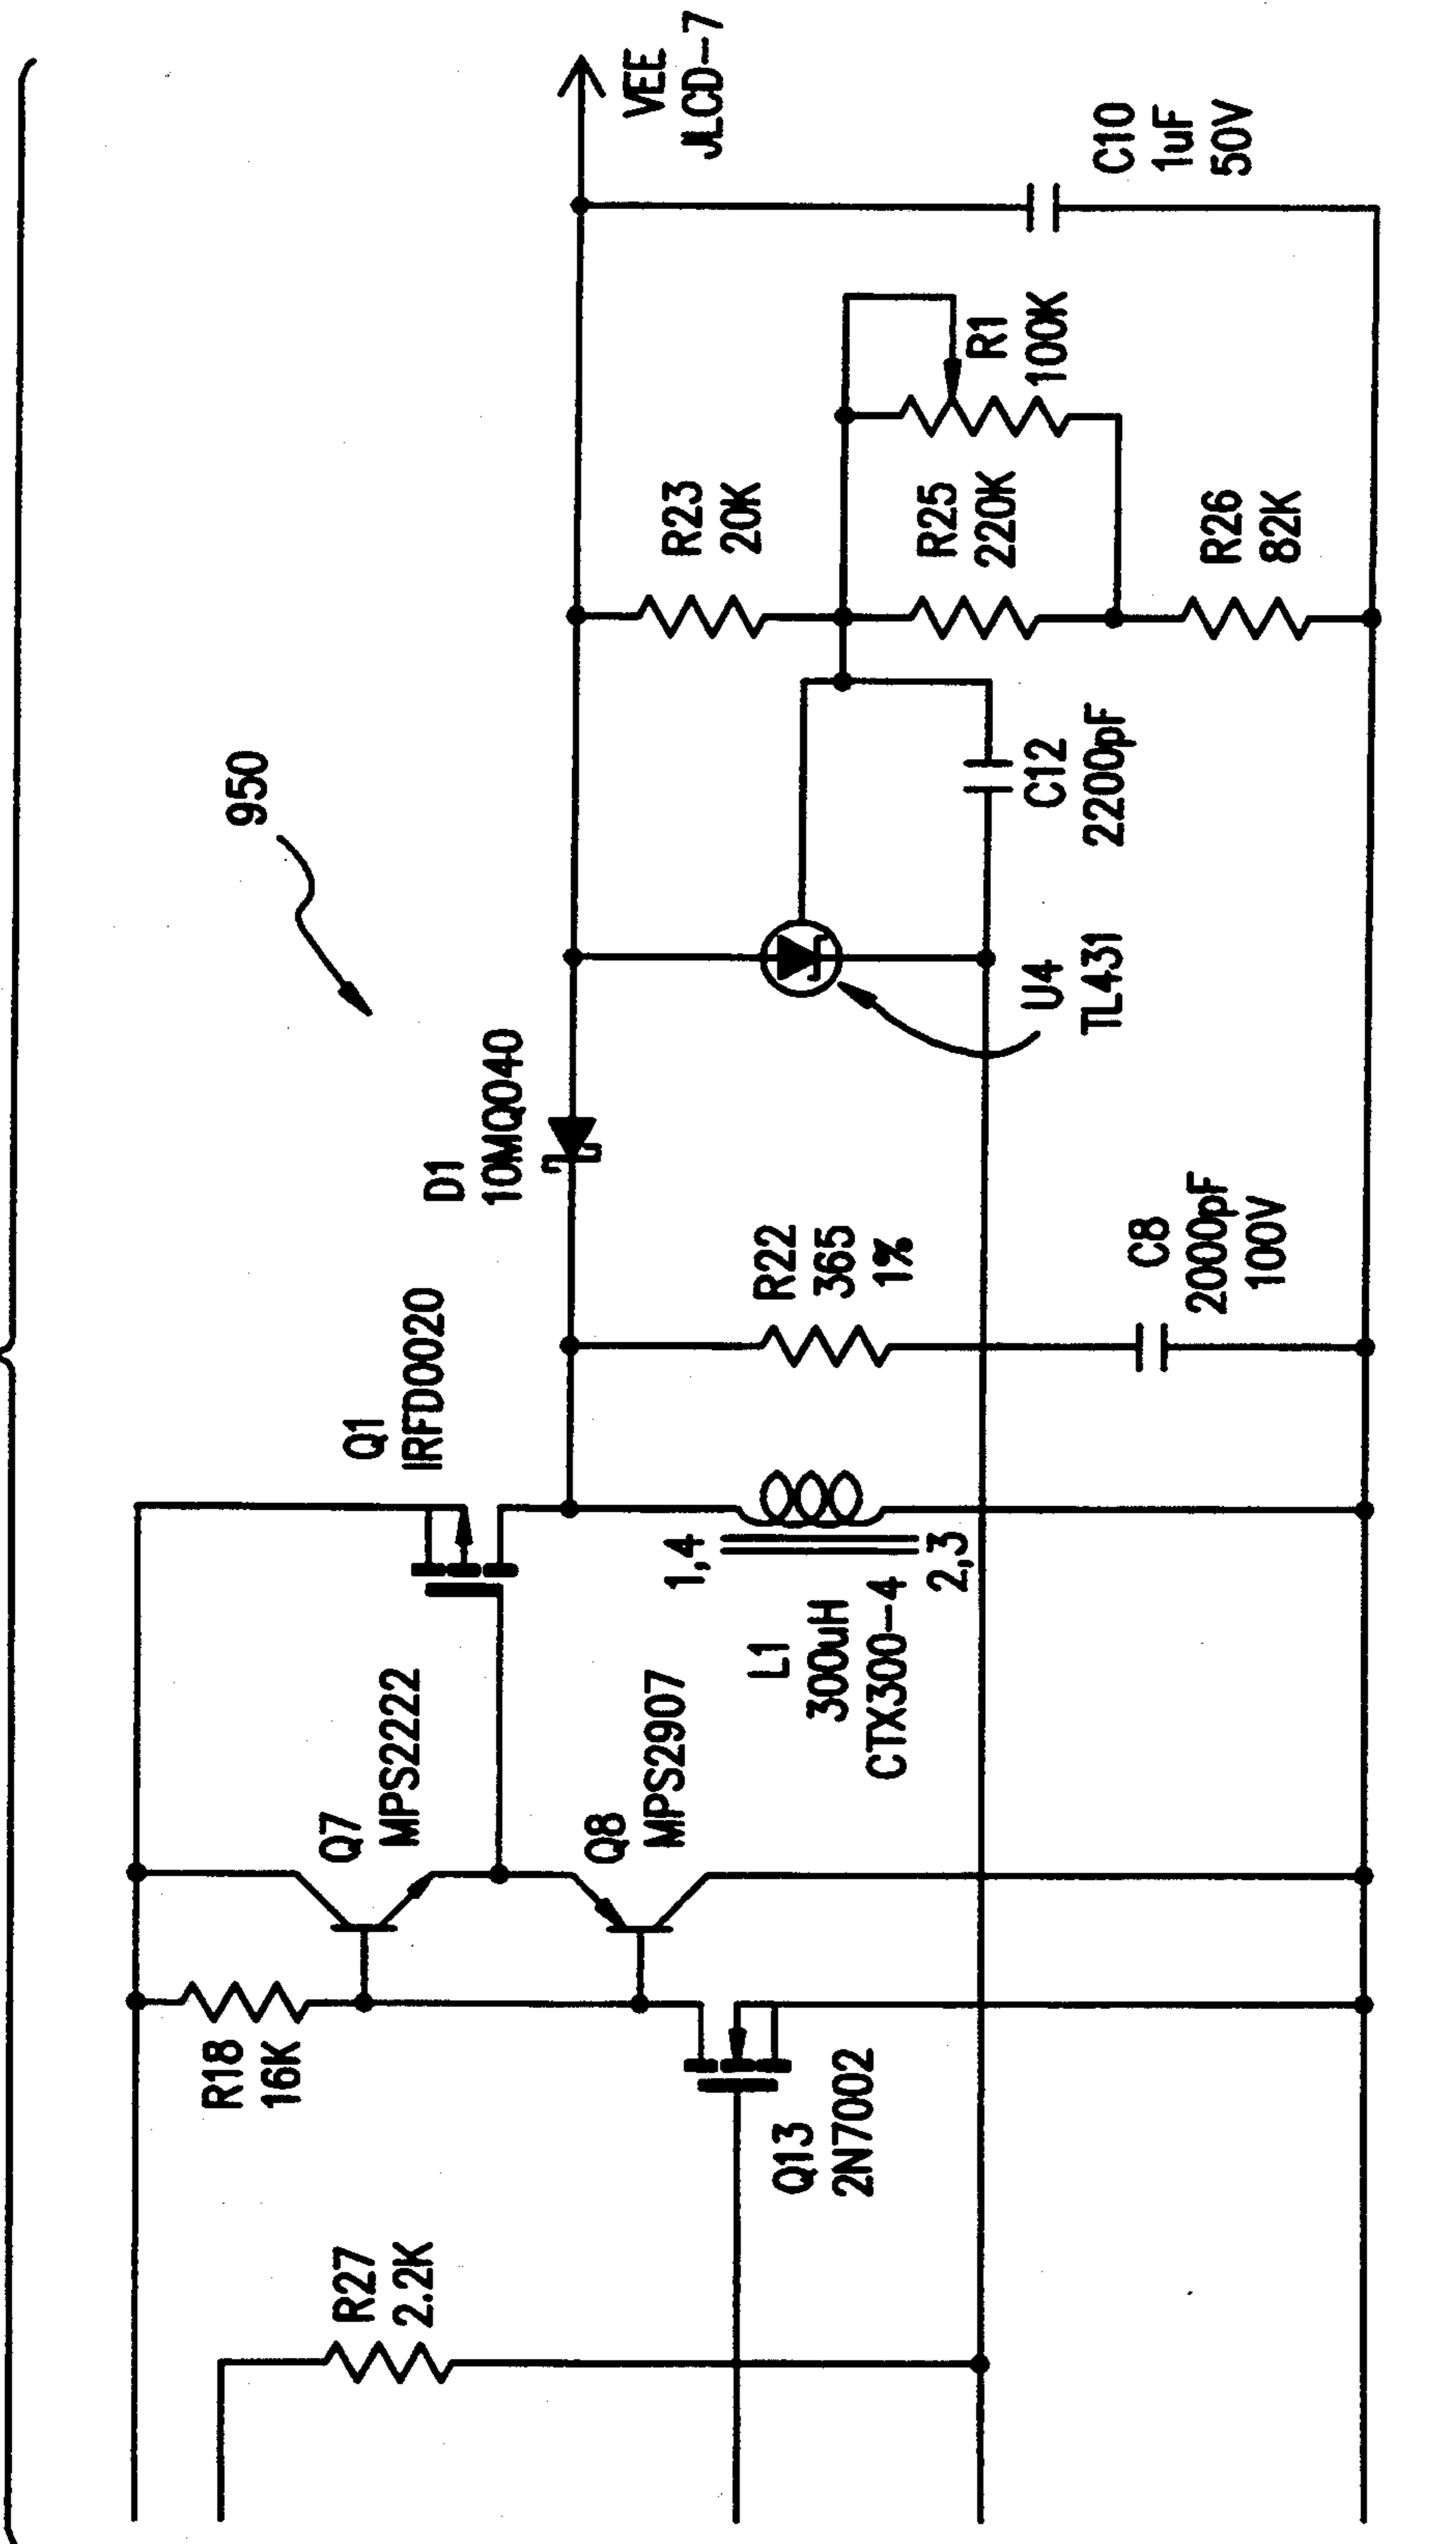 950
VEE
JLCD-7
Q1
IRFD0020
D1
10MQ040
R23
20K
R1
100K
C10
1uF
50V
R25
220K
R26
82K
C12
2200pF
U4
TL431
R22
365
1%
C8
2000pF
100V
Q7
MPS2222
Q8
MPS2907
1,4
L1
300uH
CTX300-4
2,3
R18
16K
Q13
2N7002
R27
2.2K